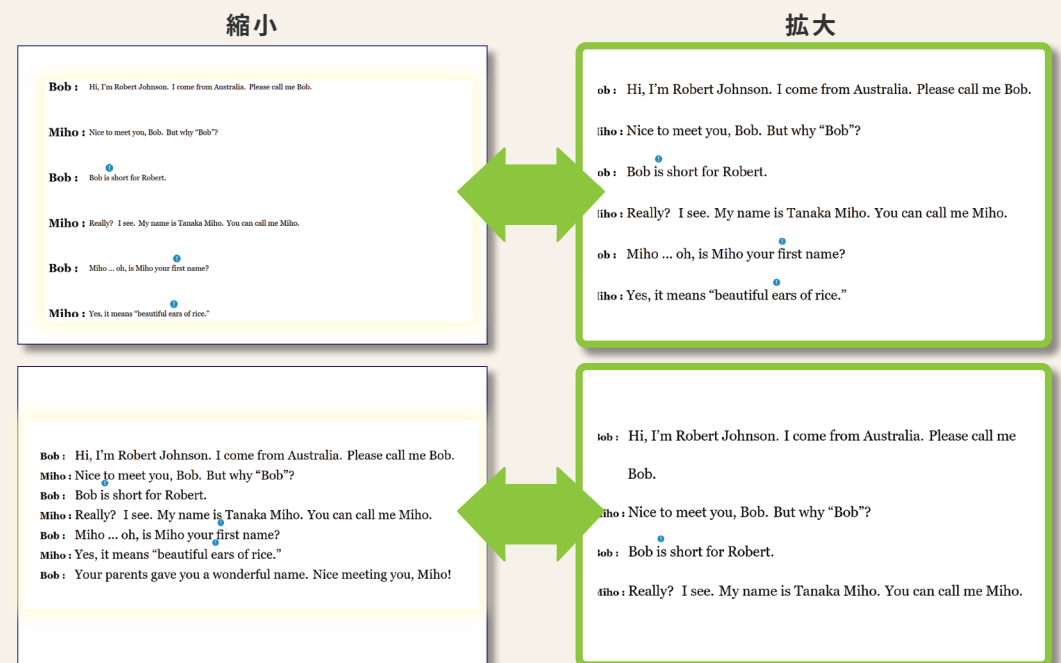 縮小
拡大
Bob : Hi, I'm Robert Johnson. I come from Australia. Please call me Bob.
Miho : Nice to meet you, Bob. But why “Bob”?
Bob : Bob is short for Robert.
Miho : Really? I see. My name is Tanaka Miho. You can call me Miho.
Bob : Miho ... oh, is Miho your first name?
Miho : Yes, it means “beautiful ears of rice.”
ob : Hi, I'm Robert Johnson. I come from Australia. Please call me Bob.
iho : Nice to meet you, Bob. But why “Bob”?
ob : Bob is short for Robert.
iho : Really? I see. My name is Tanaka Miho. You can call me Miho.
ob : Miho ... oh, is Miho your first name?
iho : Yes, it means “beautiful ears of rice.”
Bob : Hi, I'm Robert Johnson. I come from Australia. Please call me Bob.
Miho : Nice to meet you, Bob. But why “Bob”?
Bob : Bob is short for Robert.
Miho : Really? I see. My name is Tanaka Miho. You can call me Miho.
Bob : Miho ... oh, is Miho your first name?
Miho : Yes, it means “beautiful ears of rice.”
Bob : Your parents gave you a wonderful name. Nice meeting you, Miho!
ob : Hi, I'm Robert Johnson. I come from Australia. Please call me
Bob.
iho : Nice to meet you, Bob. But why “Bob”?
ob : Bob is short for Robert.
iho : Really? I see. My name is Tanaka Miho. You can call me Miho.